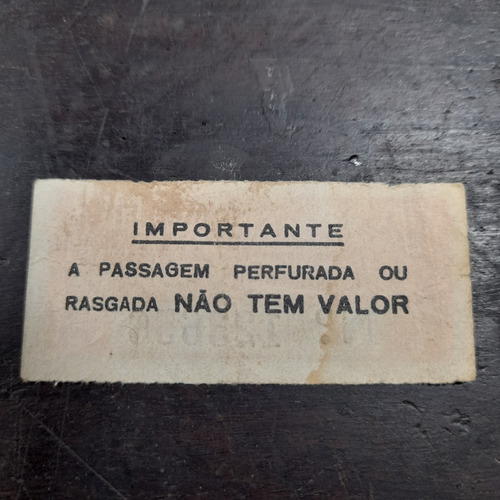 IMPORTANTE
A PASSAGEM PERFURADA OU
RASGADA NÃO TEM VALOR